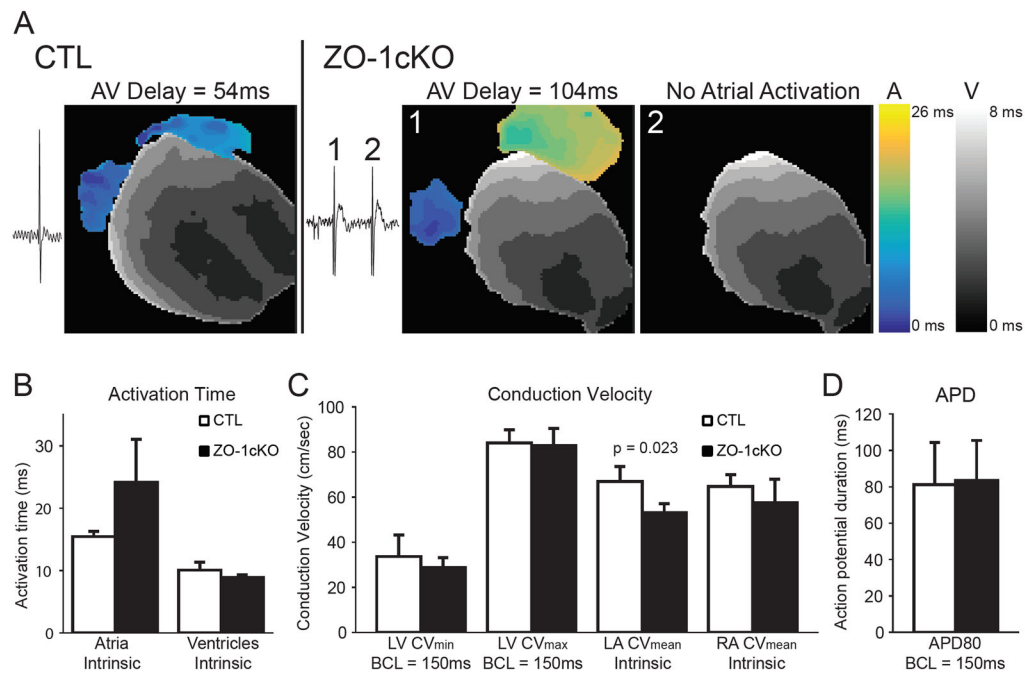 A
CTL
ZO-1cKO
AV Delay = 54ms
AV Delay = 104ms
No Atrial Activation
A
V
1
2
1
2
26 ms
8 ms
0 ms
0 ms
B
Activation Time
CTL
ZO-1cKO
Activation time (ms)
30
20
10
0
Atria
Intrinsic
Ventricles
Intrinsic
C
Conduction Velocity
CTL
ZO-1cKO
p = 0.023
Conduction Velocity (cm/sec)
100
80
60
40
20
0
LV CVmin
BCL = 150ms
LV CVmax
BCL = 150ms
LA CVmean
Intrinsic
RA CVmean
Intrinsic
D
APD
Action potential duration (ms)
120
100
80
60
40
20
0
APD80
BCL = 150ms